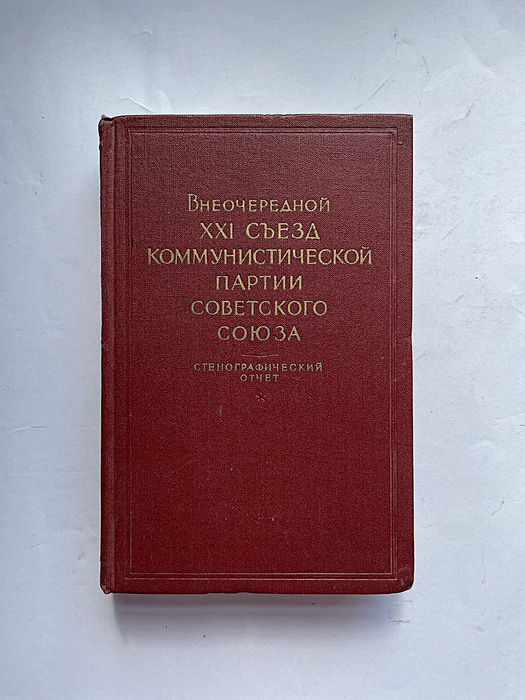 Внеочередной
XXI СЪЕЗД
КОММУНИСТИЧЕСКОЙ
ПАРТИИ
СОВЕТСКОГО
СОЮЗА
СТЕНОГРАФИЧЕСКИЙ
ОТЧЕТ